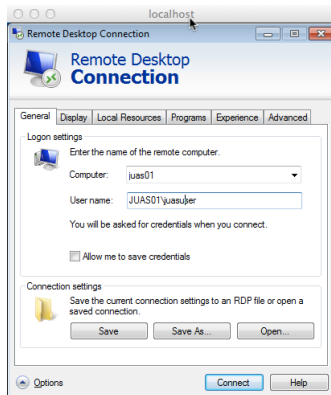 localhost
Remote Desktop Connection
Remote Desktop
Connection
General Display Local Resources Programs Experience Advanced
Logon settings
Enter the name of the remote computer.
Computer: juas01
User name: JUAS01\juasuser
You will be asked for credentials when you connect.
Allow me to save credentials
Connection settings
Save the current connection settings to an RDP file or open a
saved connection.
Save Save As... Open...
Options Connect Help